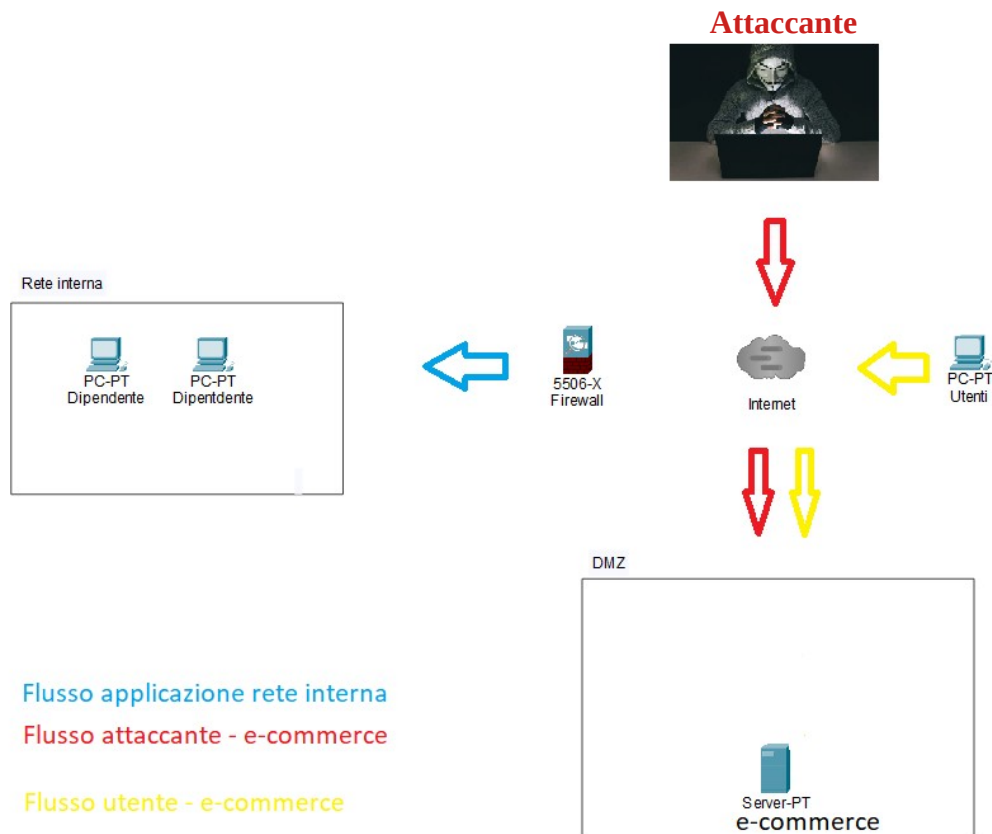 Attaccante
Rete interna
PC-PT
Dipendente
PC-PT
Dipentdente
5506-X
Firewall
Internet
PC-PT
Utenti
DMZ
Flusso applicazione rete interna
Flusso attaccante - e-commerce
Flusso utente - e-commerce
Server-PT
e-commerce